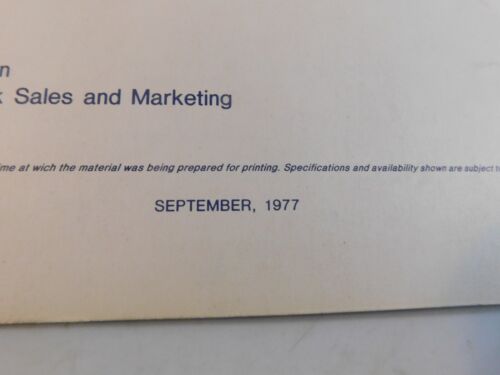 n
k Sales and Marketing
ime at wich the material was being prepared for printing. Specifications and availability shown are subject to
SEPTEMBER, 1977